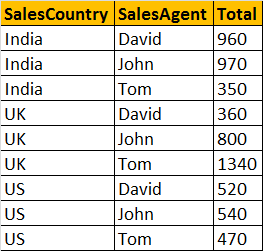 SalesCountry SalesAgent Total
India David 960
India John 970
India Tom 350
UK David 360
UK John 800
UK Tom 1340
US David 520
US John 540
US Tom 470